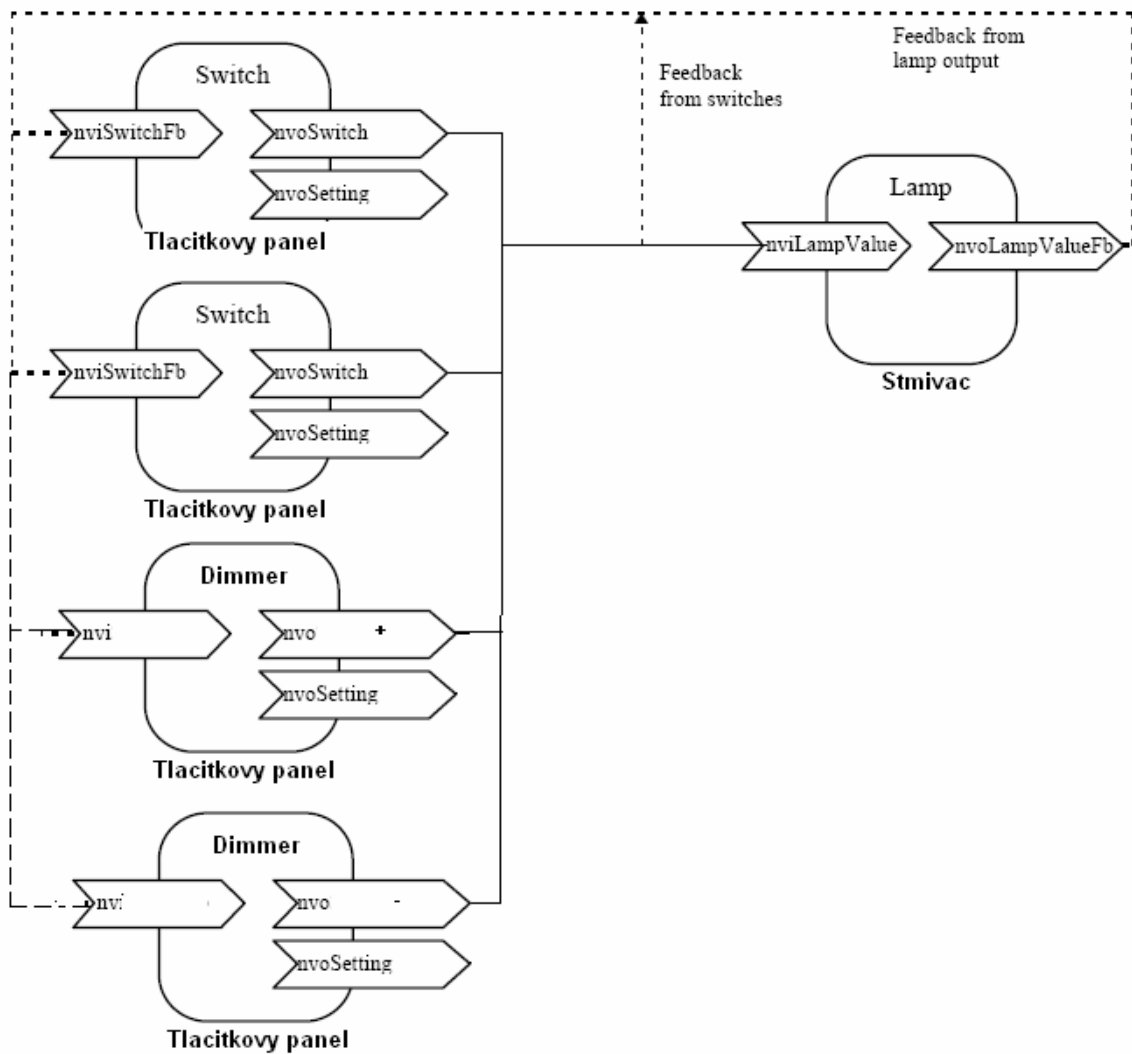 Feedback from
lamp output
Feedback
from switches
Switch
nviSwitchFb
nvoSwitch
nvoSetting
Tlacitkovy panel
Lamp
nviLampValue
nvoLampValueFb
Stmivac
Switch
nviSwitchFb
nvoSwitch
nvoSetting
Tlacitkovy panel
Dimmer
nvi
nvo +
nvoSetting
Tlacitkovy panel
Dimmer
nvi
nvo -
nvoSetting
Tlacitkovy panel